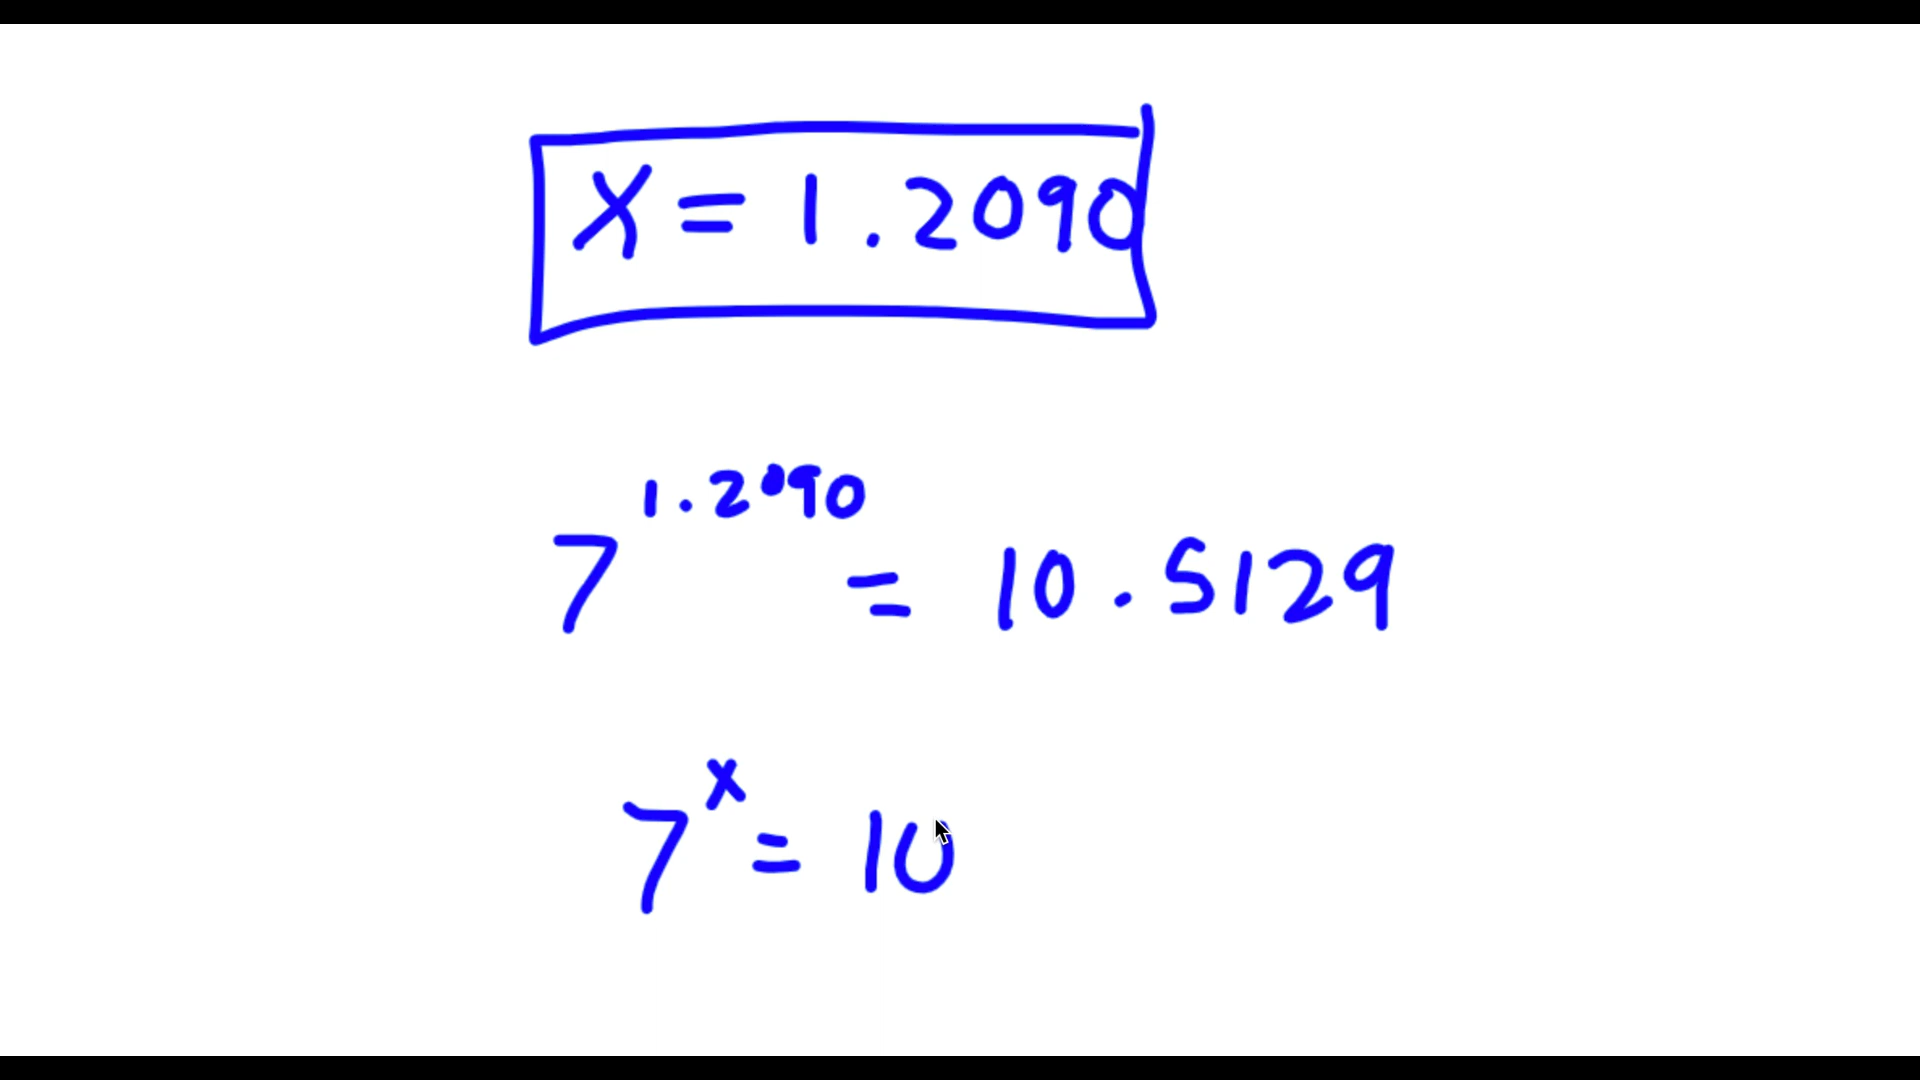 X = 1.2090
7^1.2090 = 10.5129
7^x = 10